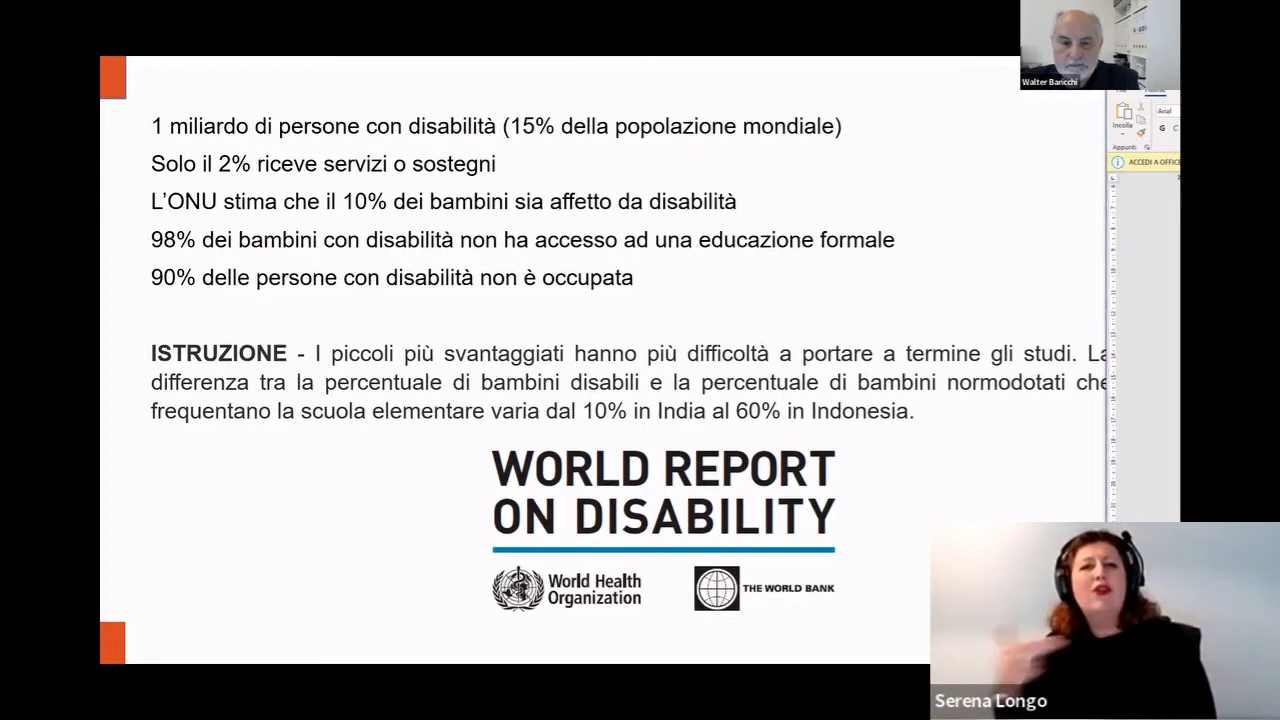 Walter Baricchi
1 miliardo di persone con disabilità (15% della popolazione mondiale)
Solo il 2% riceve servizi o sostegni
L'ONU stima che il 10% dei bambini sia affetto da disabilità
98% dei bambini con disabilità non ha accesso ad una educazione formale
90% delle persone con disabilità non è occupata
ISTRUZIONE - I piccoli più svantaggiati hanno più difficoltà a portare a termine gli studi. La
differenza tra la percentuale di bambini disabili e la percentuale di bambini normodotati che
frequentano la scuola elementare varia dal 10% in India al 60% in Indonesia.
WORLD REPORT
ON DISABILITY
World Health
Organization
THE WORLD BANK
Incolla
Arial
G C
Appunti
ACCEDI A OFFICE
Serena Longo